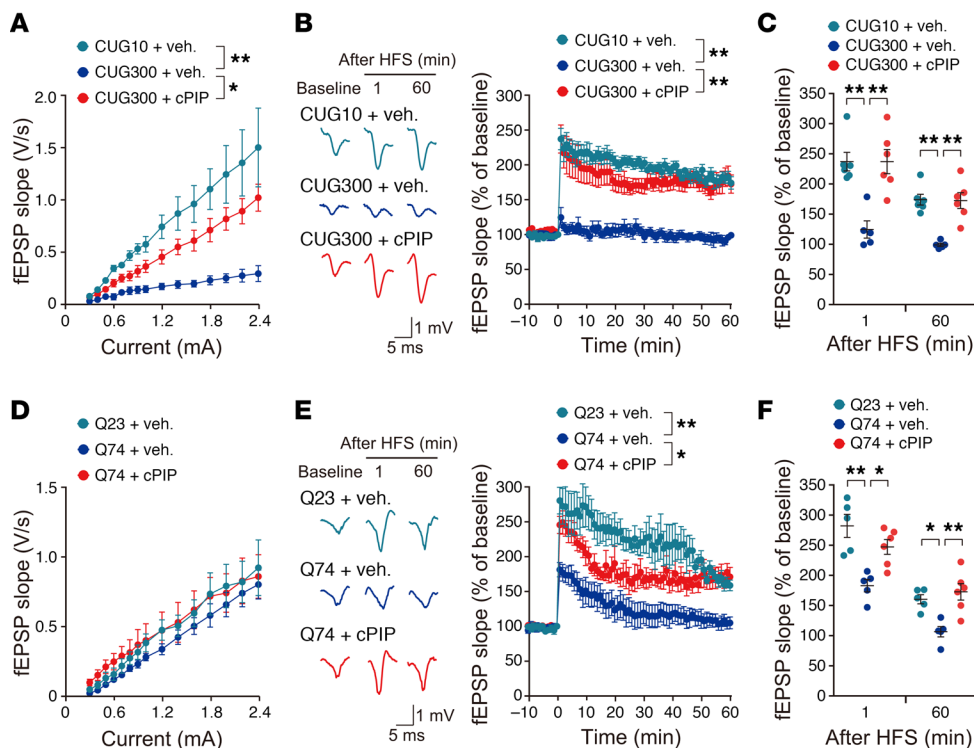 A
CUG10 + veh.
CUG300 + veh.
CUG300 + cPIP
**
*
fEPSP slope (V/s)
2.0
1.5
1.0
0.5
0
0 0.6 1.2 1.8 2.4
Current (mA)
B
After HFS (min)
Baseline 1 60
CUG10 + veh.
CUG300 + veh.
CUG300 + cPIP
1 mV
5 ms
CUG10 + veh.
CUG300 + veh.
CUG300 + cPIP
**
**
fEPSP slope (% of baseline)
300
250
200
150
100
50
0
–10 0 10 20 30 40 50 60
Time (min)
C
CUG10 + veh.
CUG300 + veh.
CUG300 + cPIP
** **
** **
fEPSP slope (% of baseline)
350
300
250
200
150
100
50
0
1 60
After HFS (min)
D
Q23 + veh.
Q74 + veh.
Q74 + cPIP
fEPSP slope (V/s)
1.5
1.0
0.5
0
0 0.6 1.2 1.8 2.4
Current (mA)
E
After HFS (min)
Baseline 1 60
Q23 + veh.
Q74 + veh.
Q74 + cPIP
1 mV
5 ms
Q23 + veh.
Q74 + veh.
Q74 + cPIP
**
*
fEPSP slope (% of baseline)
300
250
200
150
100
50
0
–10 0 10 20 30 40 50 60
Time (min)
F
Q23 + veh.
Q74 + veh.
Q74 + cPIP
** *
* **
fEPSP slope (% of baseline)
350
300
250
200
150
100
50
0
1 60
After HFS (min)